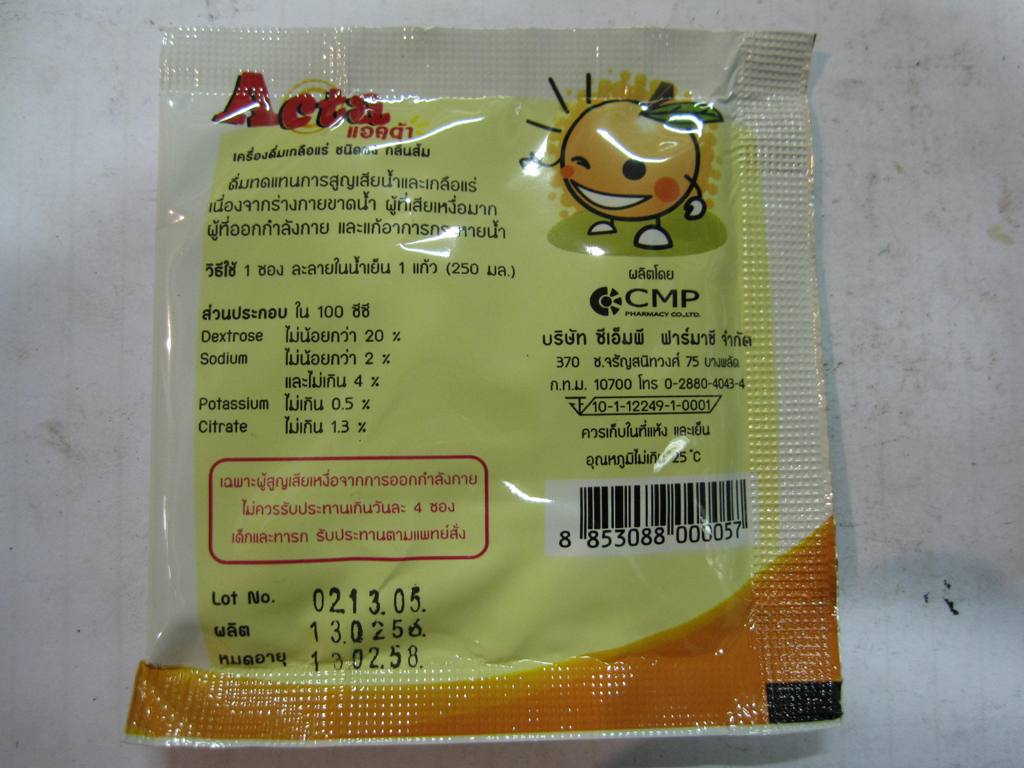 แอคต้า
เครื่องดื่มเกลือแร่ ชนิดผง กลิ่นส้ม
ดื่มทดแทนการสูญเสียน้ำและเกลือแร่
เนื่องจากร่างกายขาดน้ำ ผู้ที่เสียเหงื่อมาก
ผู้ที่ออกกำลังกาย และแก้อาการกระหายน้ำ
วิธีใช้ 1 ซอง ละลายในน้ำเย็น 1 แก้ว (250 มล.)
ส่วนประกอบ ใน 100 ซีซี
Dextrose ไม่น้อยกว่า 20 %
Sodium ไม่น้อยกว่า 2 %
และไม่เกิน 4 %
Potassium ไม่เกิน 0.5 %
Citrate ไม่เกิน 1.3 %
เฉพาะผู้สูญเสียเหงื่อจากการออกกำลังกาย
ไม่ควรรับประทานเกินวันละ 4 ซอง
เด็กและทารก รับประทานตามแพทย์สั่ง
Lot No. 0213.05.
ผลิต 13.02.56.
หมดอายุ 13.02.58.
ผลิตโดย
CMP
PHARMACY CO.,LTD.
บริษัท ซีเอ็มพี ฟาร์มาซี จำกัด
370 ซ.จรัญสนิทวงศ์ 75 บางพลัด
ก.ท.ม. 10700 โทร 0-2880-4043-4
10-1-12249-1-0001
ควรเก็บในที่แห้ง และเย็น
อุณหภูมิไม่เกิน 25 °C
8 853088 000057